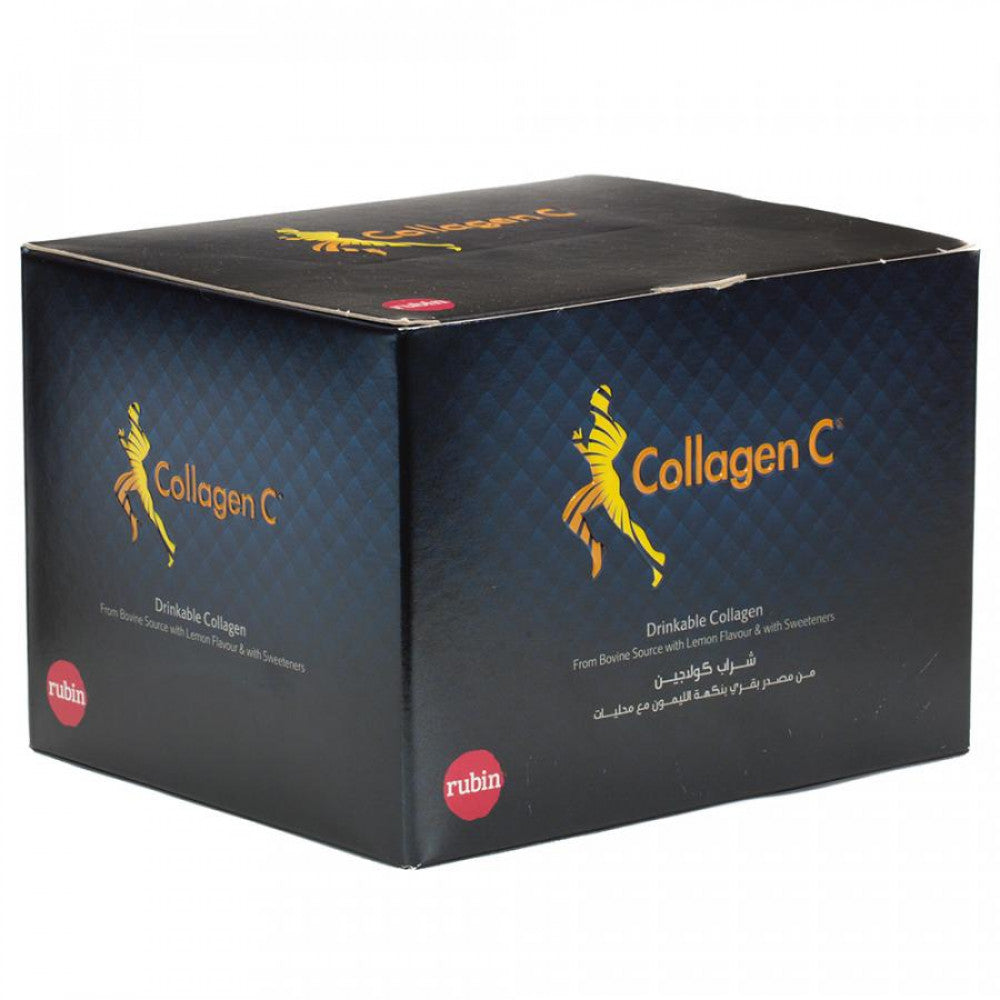 Collagen C
rubin
Collagen C
Drinkable Collagen
From Bovine Source with Lemon Flavour & with Sweeteners
rubin
Collagen C®
Drinkable Collagen
From Bovine Source with Lemon Flavour & with Sweeteners
شراب كولاجين
من مصدر بقري بنكهة الليمون مع محليات
rubin